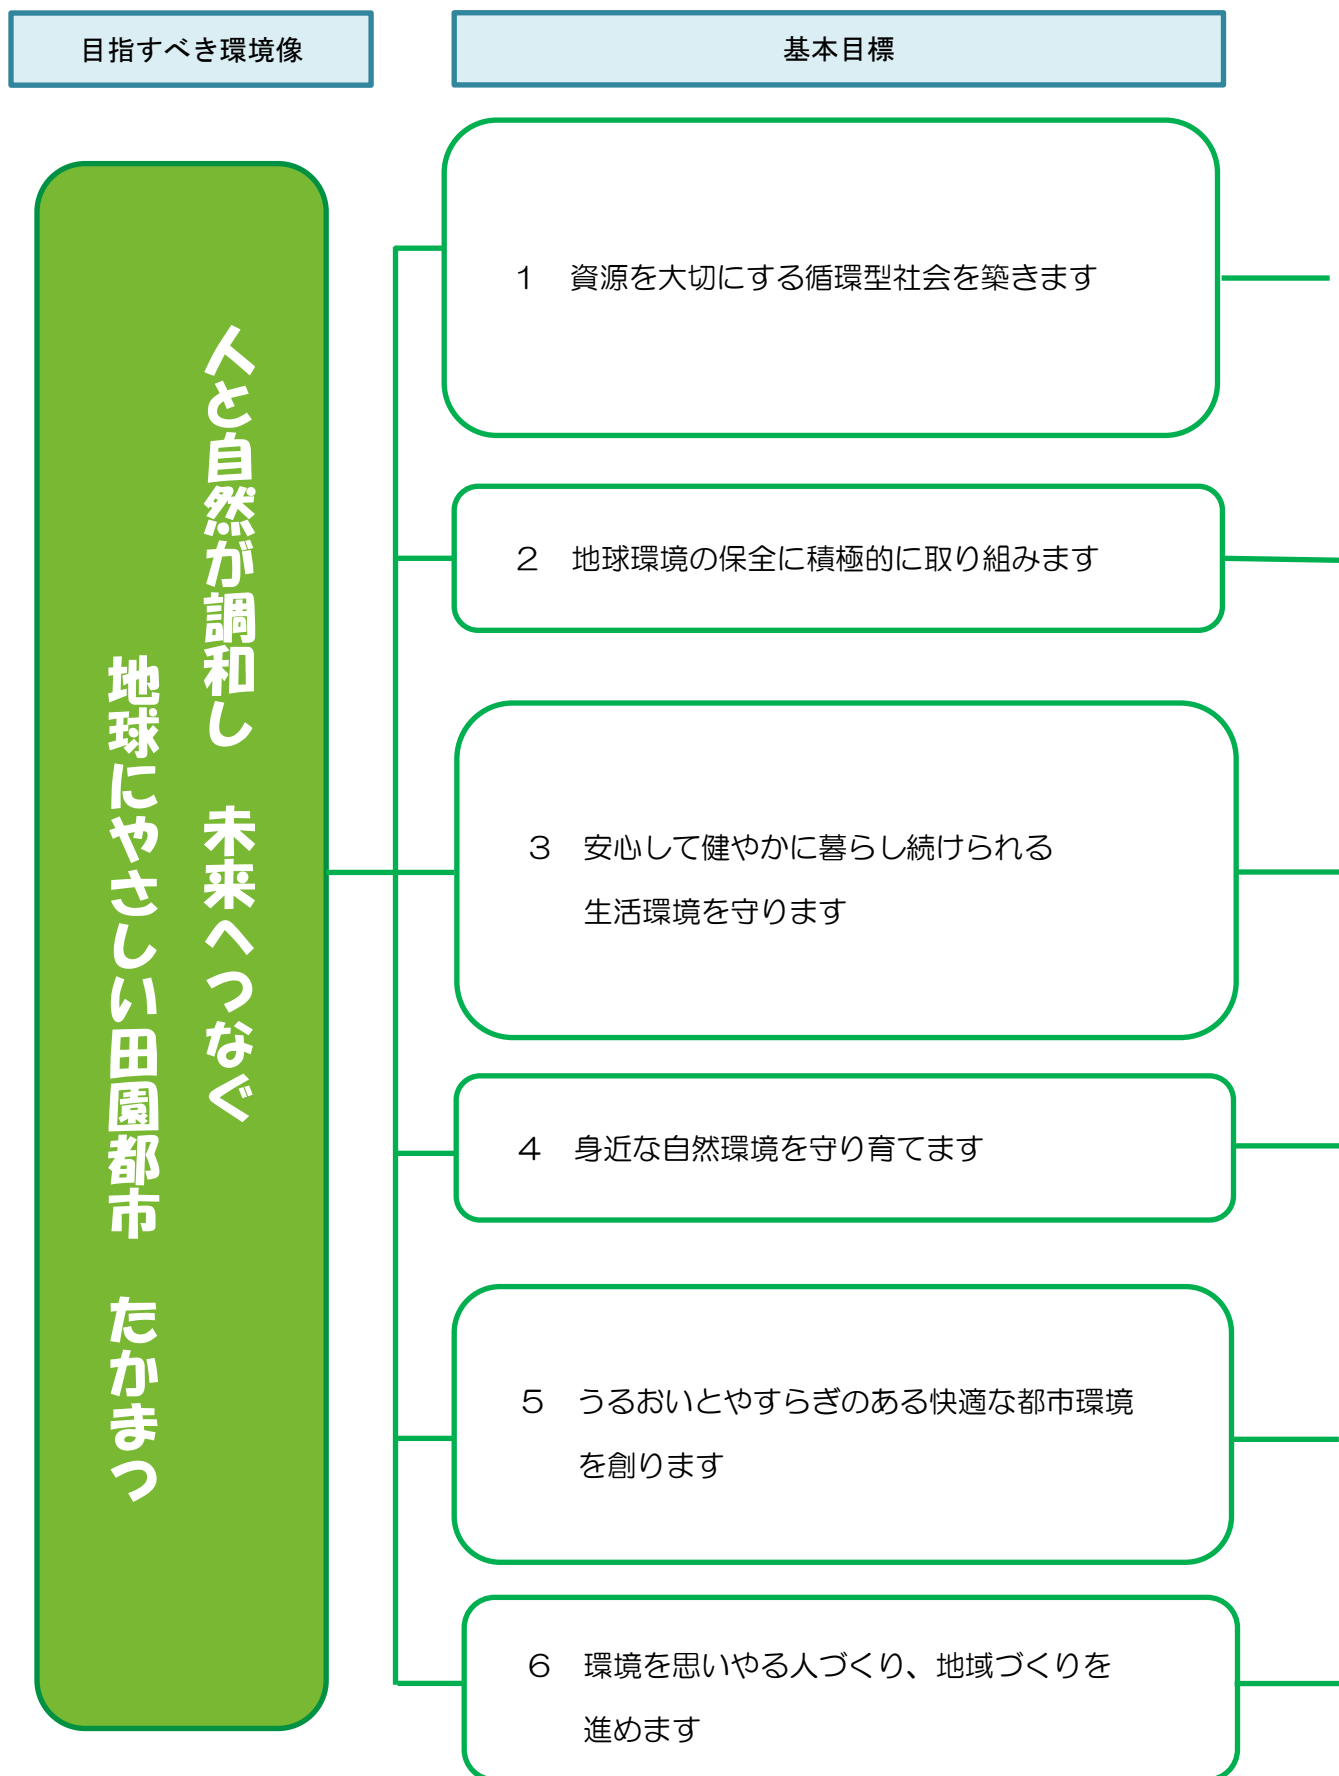 目指すべき環境像
基本目標
人と自然が調和し　未来へつなぐ
地球にやさしい田園都市　たかまつ
１　資源を大切にする循環型社会を築きます
２　地球環境の保全に積極的に取り組みます
３　安心して健やかに暮らし続けられる
生活環境を守ります
４　身近な自然環境を守り育てます
５　うるおいとやすらぎのある快適な都市環境
を創ります
６　環境を思いやる人づくり、地域づくりを
進めます